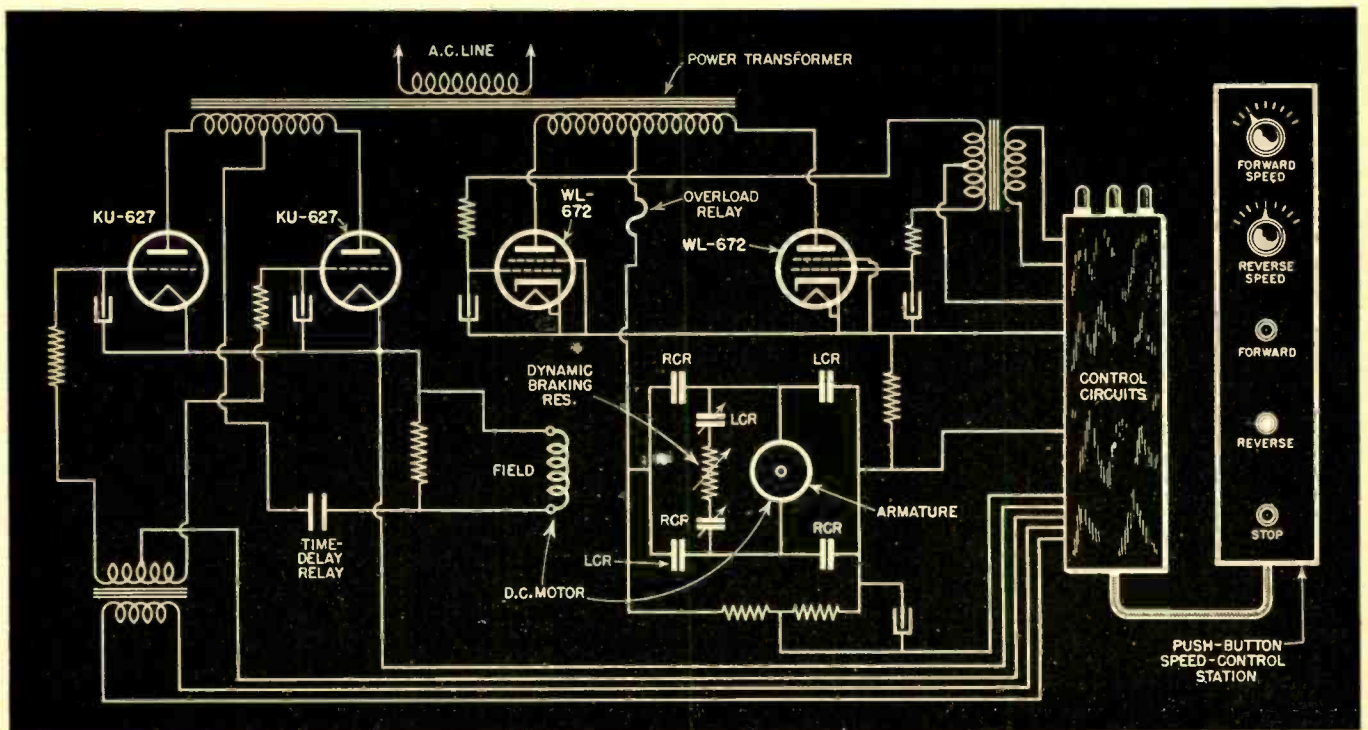 A.C. LINE
POWER TRANSFORMER
KU-627
KU-627
WL-
672
OVERLOAD
RELAY
WL-672
FORWARD
SPEED
REVERSE
SPEED
FORWARD
REVERSE
STOP
CONTROL
CIRCUITS
RCR
LCR
DYNAMIC
BRAKING
RES.
LCR
FIELD
RCR
RCR
ARMATURE
LCR
TIME-
DELAY
RELAY
D.C. MOTOR
PUSH-BUTTON
SPEED-CONTROL
STATION